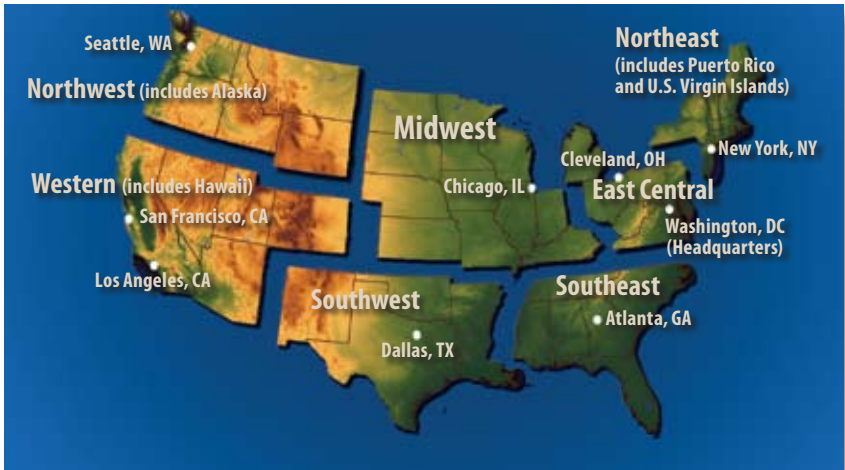 Seattle, WA
Northwest (includes Alaska)
Western (includes Hawaii)
San Francisco, CA
Los Angeles, CA
Midwest
Chicago, IL
Southwest
Dallas, TX
Northeast
(includes Puerto Rico
and U.S. Virgin Islands)
New York, NY
Cleveland, OH
East Central
Washington, DC
(Headquarters)
Southeast
Atlanta, GA